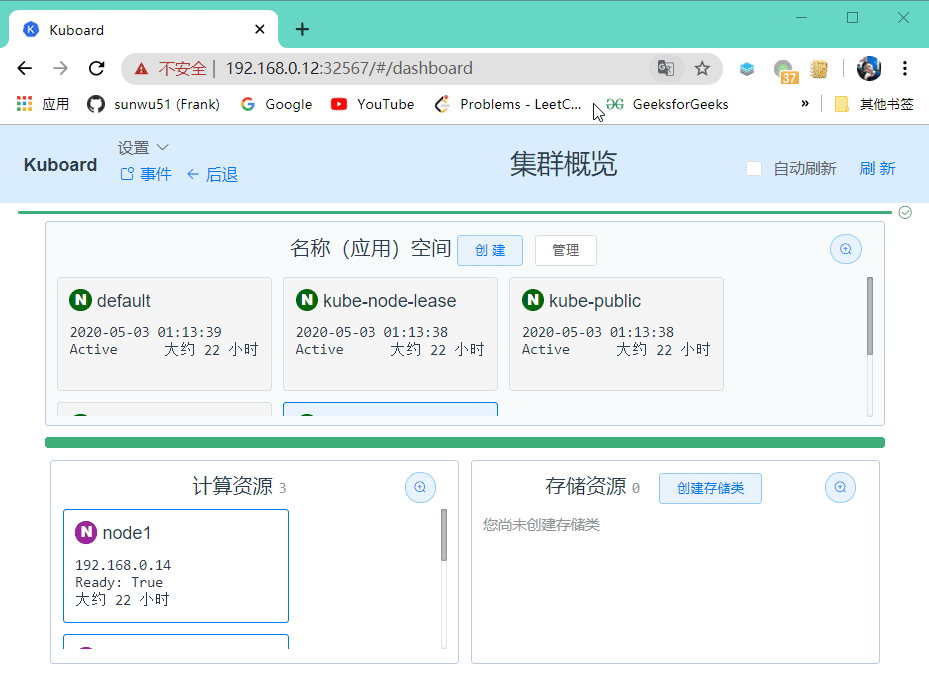 Kuboard
不安全 | 192.168.0.12:32567/#/dashboard
37
应用 sunwu51 (Frank) Google YouTube Problems - LeetC... GeeksforGeeks » 其他书签
Kuboard
设置
事件 后退
集群概览
自动刷新 刷 新
名称（应用）空间 创 建 管理
N default
2020-05-03 01:13:39
Active 大约 22 小时
N kube-node-lease
2020-05-03 01:13:38
Active 大约 22 小时
N kube-public
2020-05-03 01:13:38
Active 大约 22 小时
计算资源 3
N node1
192.168.0.14
Ready: True
大约 22 小时
存储资源 0 创建存储类
您尚未创建存储类